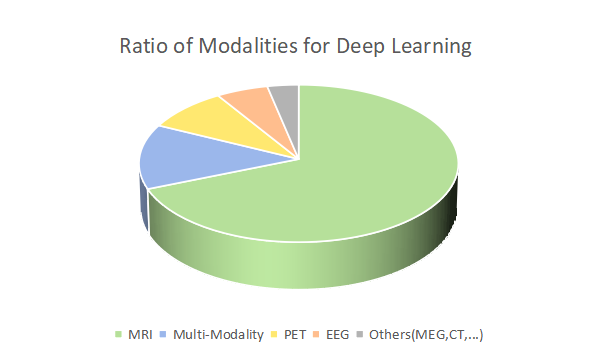 Ratio of Modalities for Deep Learning
MRI Multi-Modality PET EEG Others(MEG,CT,...)